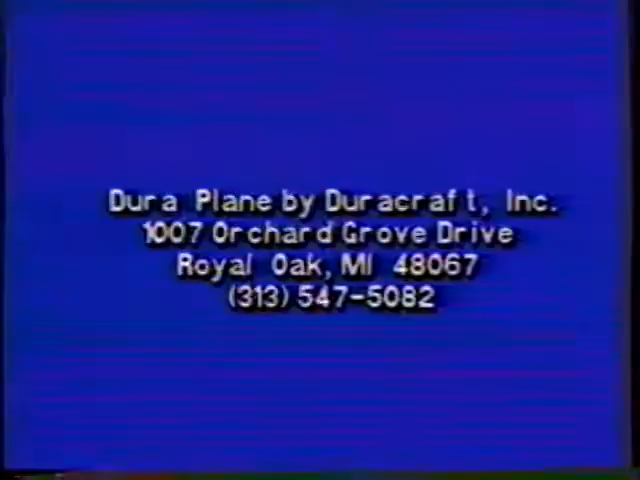 Dura Plane by Duracraft, Inc.
1007 Orchard Grove Drive
Royal Oak, MI 48067
(313) 547-5082